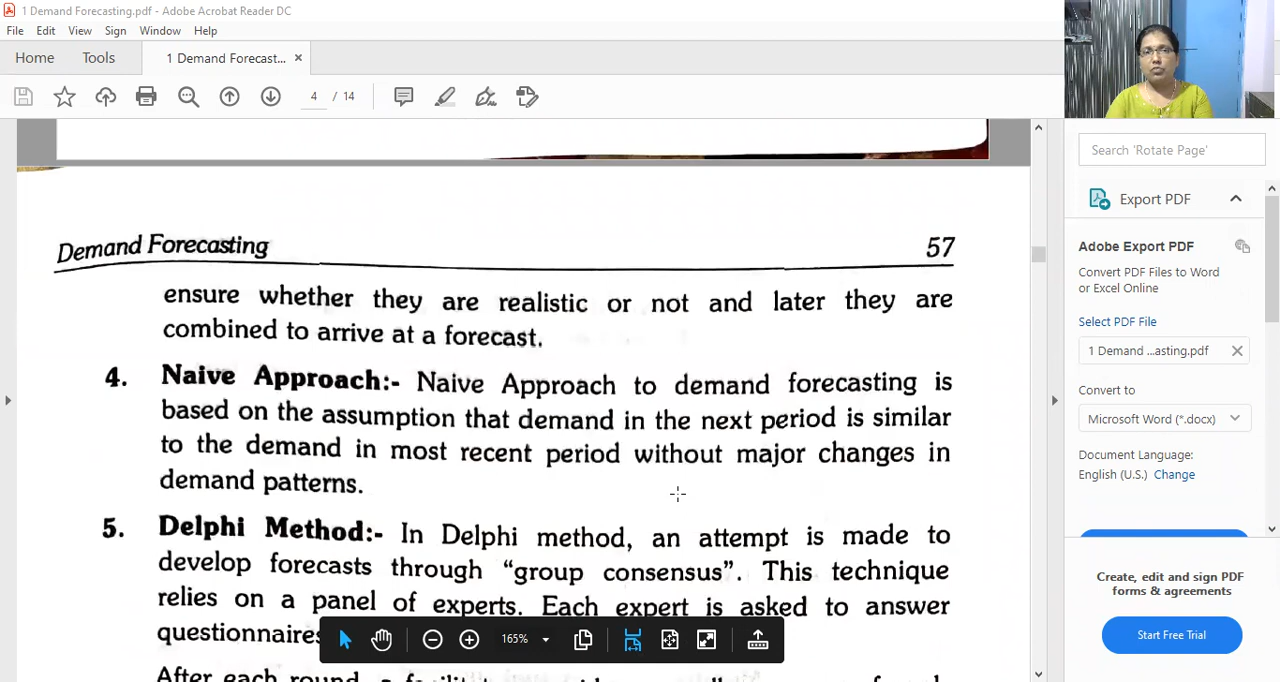 1 Demand Forecasting.pdf - Adobe Acrobat Reader DC
File Edit View Sign Window Help
Home Tools 1 Demand Forecast... ×
4 / 14
Search 'Rotate Page'
Export PDF
Adobe Export PDF
Convert PDF Files to Word
or Excel Online
Select PDF File
1 Demand ...asting.pdf
Convert to
Microsoft Word (*.docx)
Document Language:
English (U.S.) Change
Create, edit and sign PDF
forms & agreements
Start Free Trial
Demand Forecasting 57
ensure whether they are realistic or not and later they are
combined to arrive at a forecast.
4. Naive Approach:- Naive Approach to demand forecasting is
based on the assumption that demand in the next period is similar
to the demand in most recent period without major changes in
demand patterns.
5. Delphi Method:- In Delphi method, an attempt is made to
develop forecasts through “group consensus”. This technique
relies on a panel of experts. Each expert is asked to answer
questionnaires
165%
After each round, a